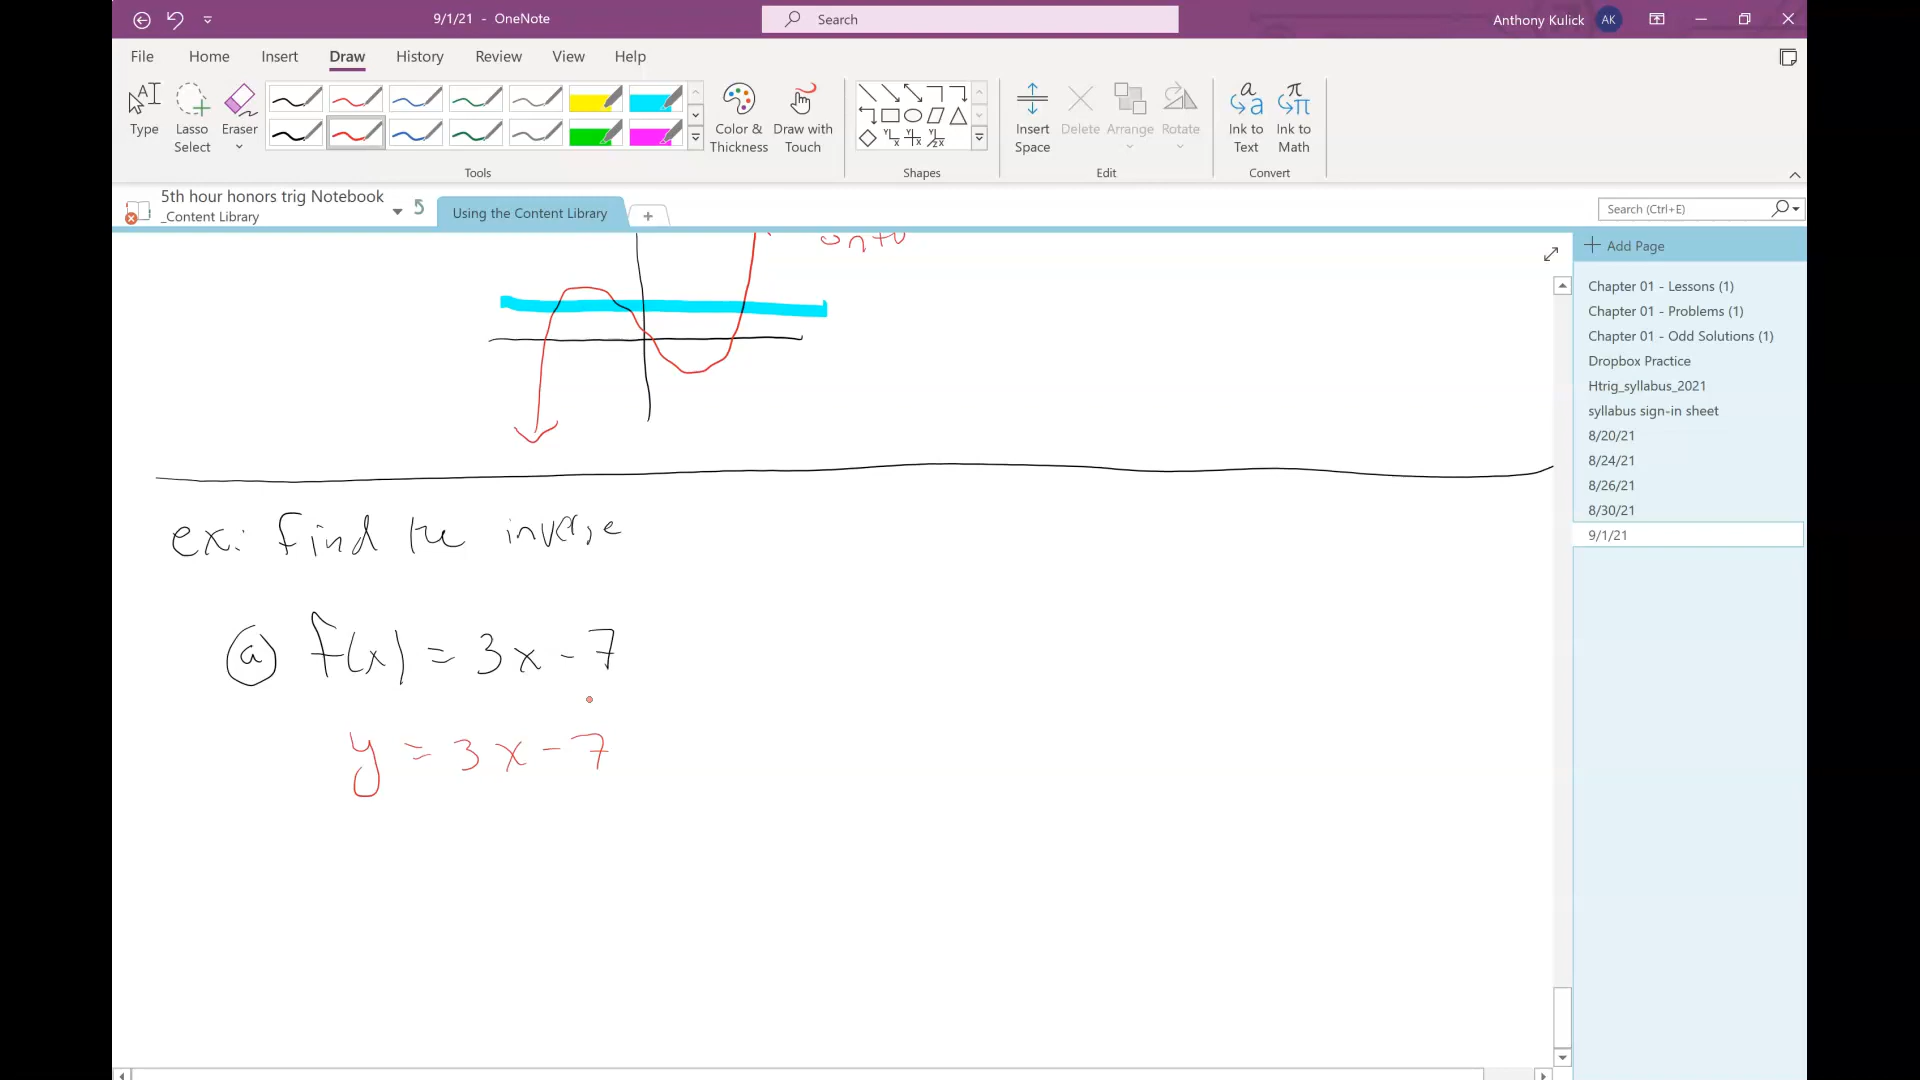 9/1/21 - OneNote
Search
Anthony Kulick
AK
File
Home
Insert
Draw
History
Review
View
Help
Type
Lasso
Select
Eraser
Color &
Thickness
Draw with
Touch
Insert
Space
Delete
Arrange
Rotate
Ink to
Text
Ink to
Math
Tools
Shapes
Edit
Convert
5th hour honors trig Notebook
_Content Library
Using the Content Library
Search (Ctrl+E)
Add Page
Chapter 01 - Lessons (1)
Chapter 01 - Problems (1)
Chapter 01 - Odd Solutions (1)
Dropbox Practice
Htrig_syllabus_2021
syllabus sign-in sheet
8/20/21
8/24/21
8/26/21
8/30/21
9/1/21
onto
ex: find the inverse
a f(x) = 3x - 7
y = 3x - 7